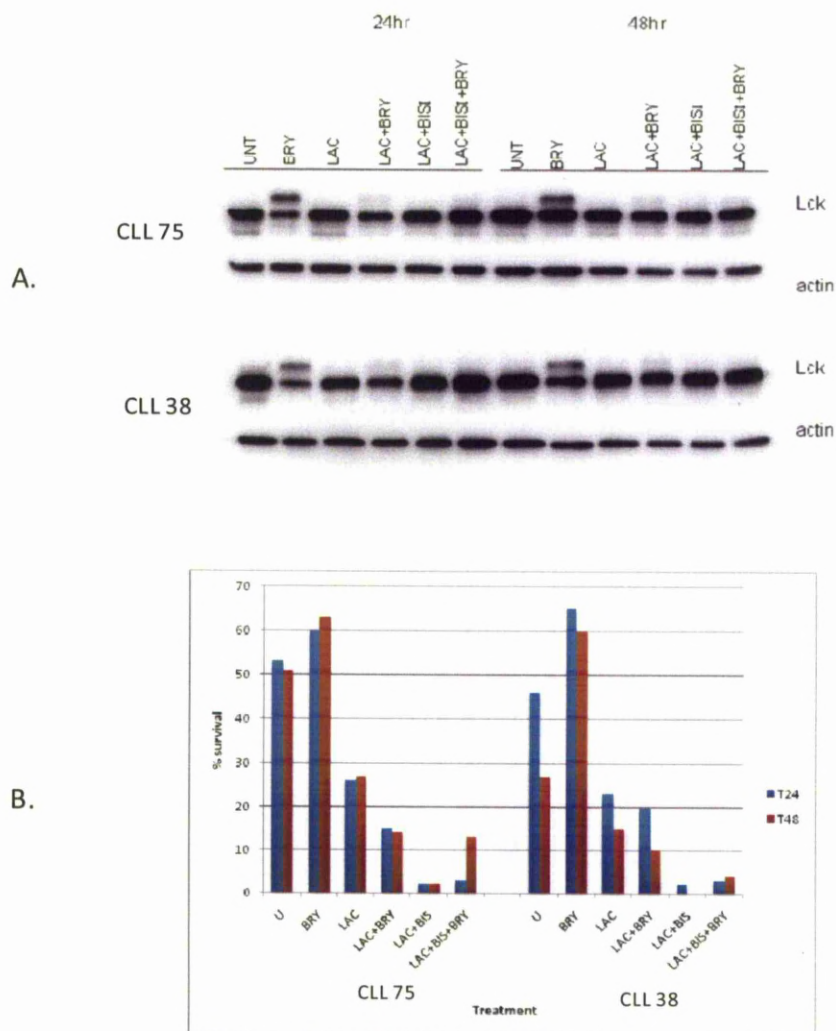 24hr 48hr
UNT ERY LAC LAC+BRY LAC+BISI LAC+BISI+BRY UNT BRY LAC LAC+BRY LAC+BISI LAC+BISI+BRY
Lck
CLL 75
A.
actin
Lck
CLL 38
actin
70
60
50
40
30
20
10
0
% survival
B.
T24
T48
U BRY LAC LAC+BRY LAC+BIS LAC+BIS+BRY U BRY LAC LAC+BRY LAC+BIS LAC+BIS+BRY
CLL 75 CLL 38
Treatment